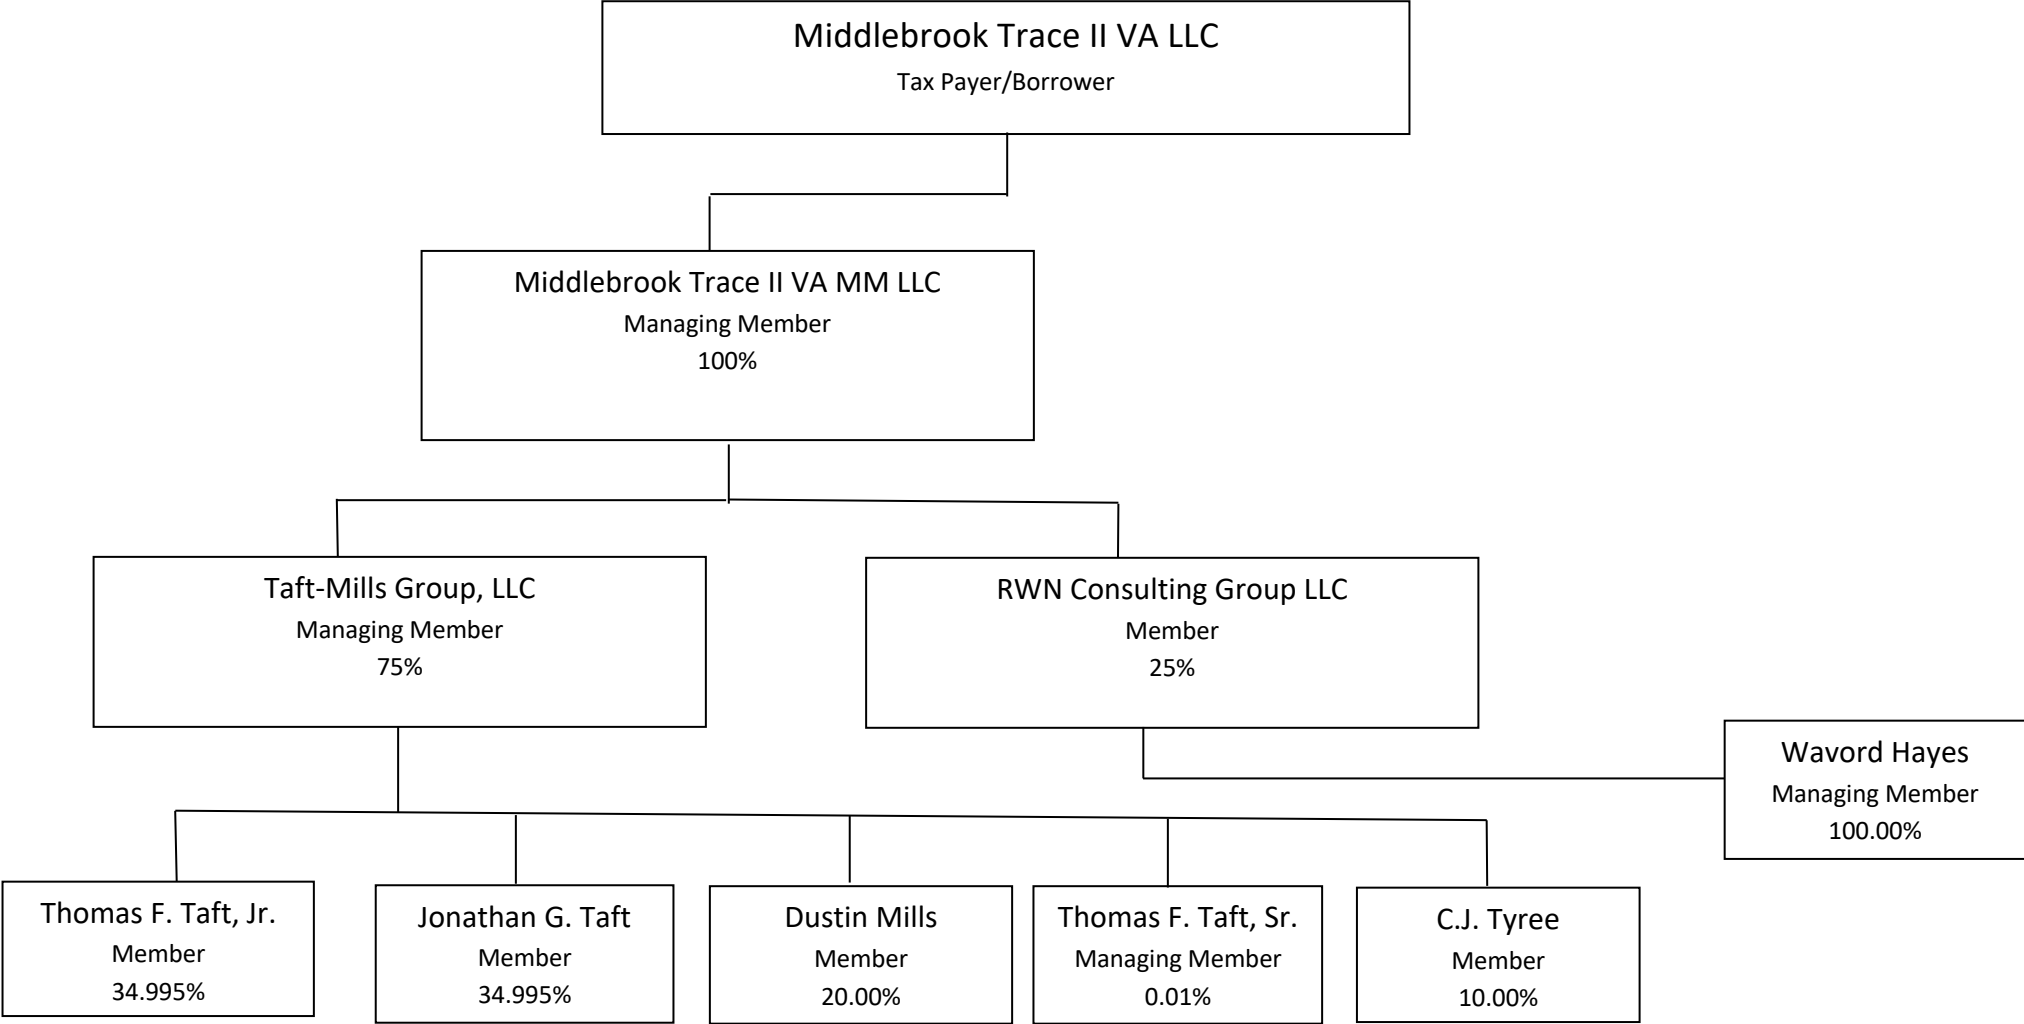 Middlebrook Trace II VA LLC
Tax Payer/Borrower
Middlebrook Trace II VA MM LLC
Managing Member
100%
Taft-Mills Group, LLC
Managing Member
75%
RWN Consulting Group LLC
Member
25%
Wavord Hayes
Managing Member
100.00%
Thomas F. Taft, Jr.
Member
34.995%
Jonathan G. Taft
Member
34.995%
Dustin Mills
Member
20.00%
Thomas F. Taft, Sr.
Managing Member
0.01%
C.J. Tyree
Member
10.00%